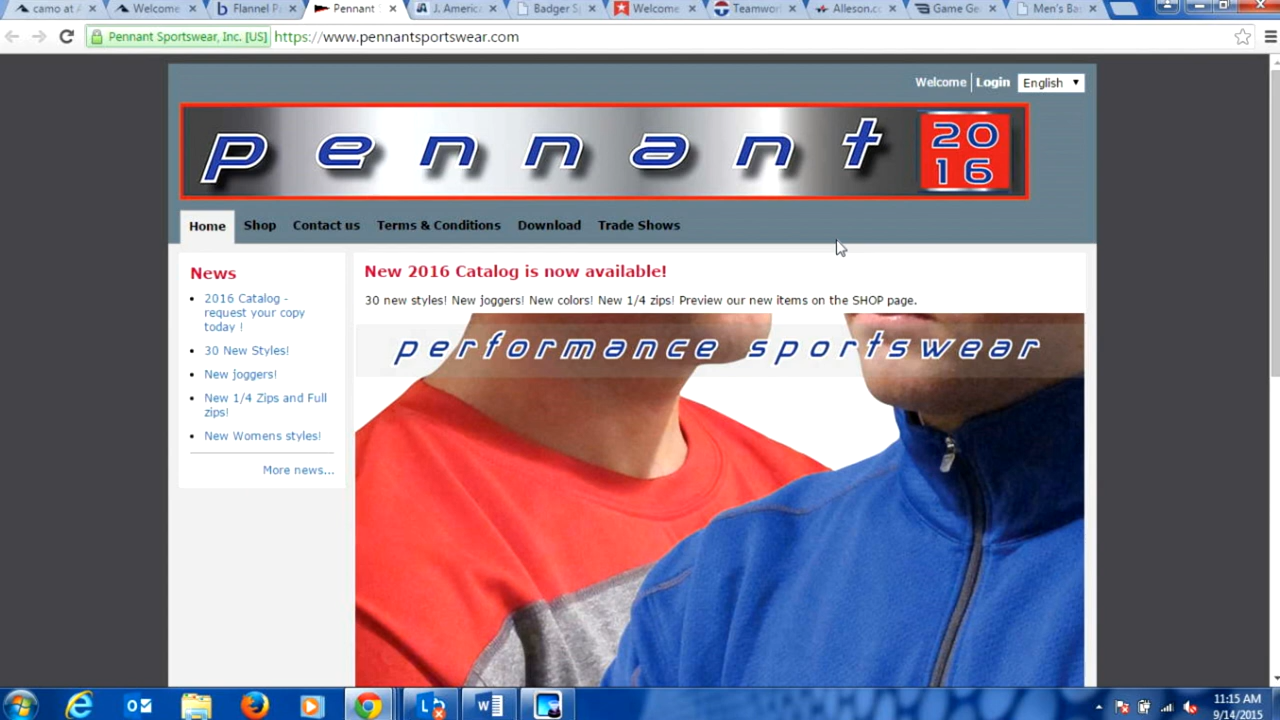 camo at A
Welcome
Flannel P
Pennant
J. America
Badger Sp
Welcome
Teamwor
Alleson.co
Game Ge
Men's Ba
Pennant Sportswear, Inc. [US]
https://www.pennantsportswear.com
Welcome Login English
pennant 20
16
Home Shop Contact us Terms & Conditions Download Trade Shows
News
2016 Catalog -
request your copy
today !
30 New Styles!
New joggers!
New 1/4 Zips and Full
zips!
New Womens styles!
More news...
New 2016 Catalog is now available!
30 new styles! New joggers! New colors! New 1/4 zips! Preview our new items on the SHOP page.
performance sportswear
11:15 AM
9/14/2015